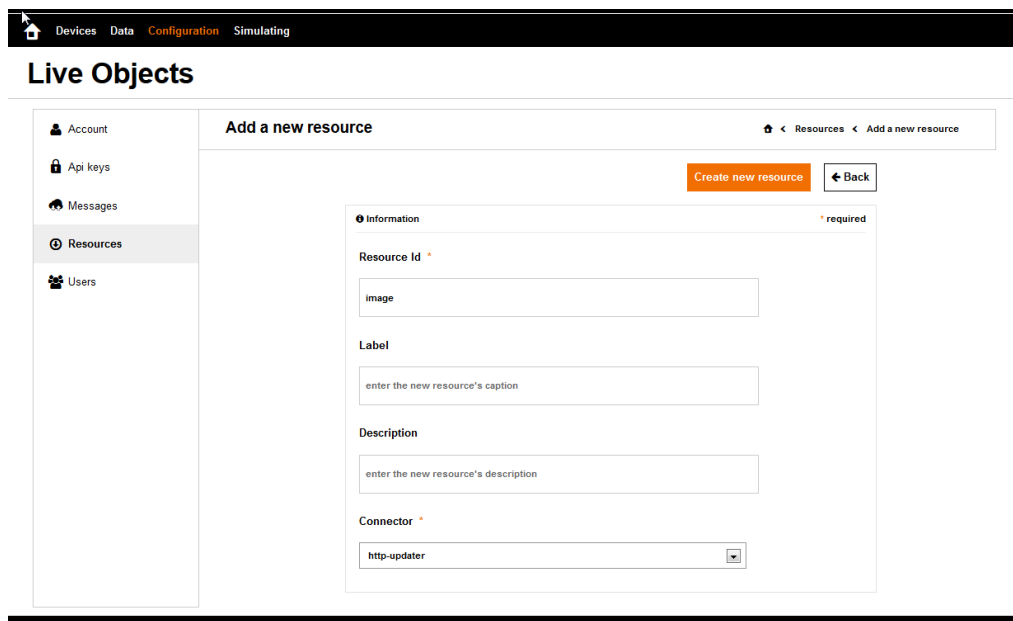 Devices Data Configuration Simulating
Live Objects
Account
Api keys
Messages
Resources
Users
Add a new resource
Resources Add a new resource
Create new resource Back
Information * required
Resource Id *
image
Label
enter the new resource's caption
Description
enter the new resource's description
Connector *
http-updater